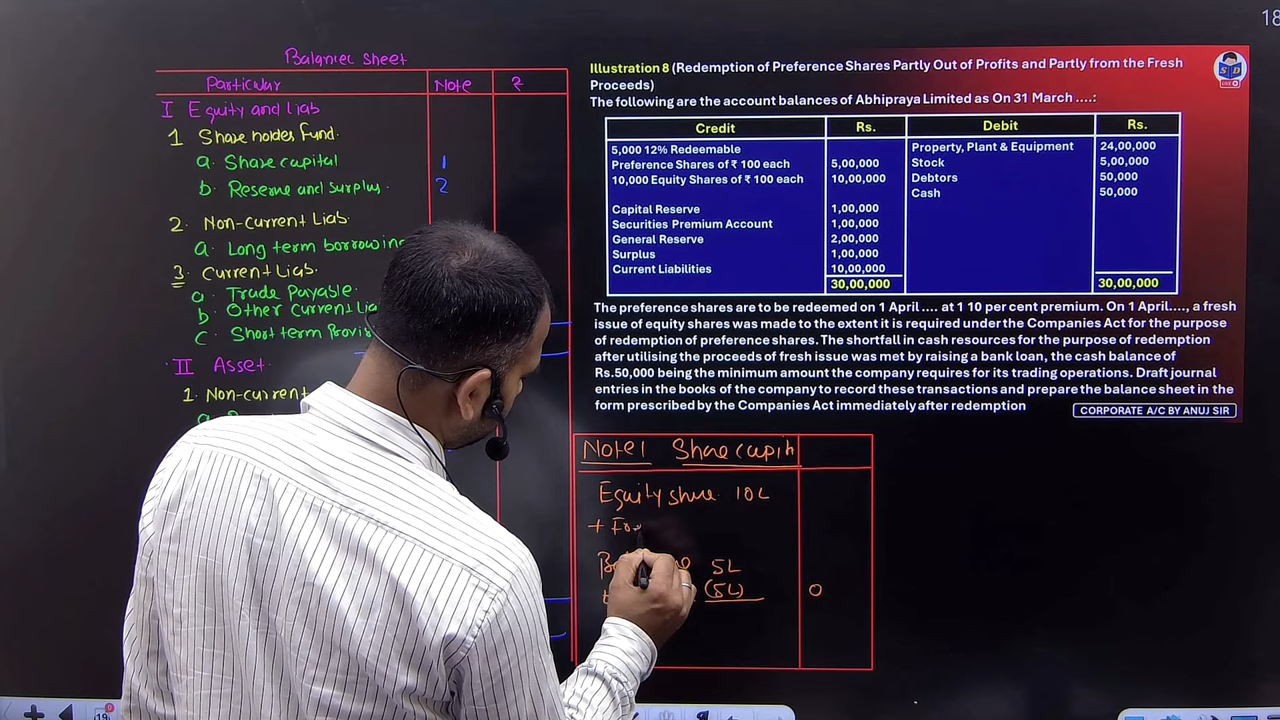 18
Balaniec sheet
Particular Note ₹
I Equity and liab
1 Share holdes fund.
a. Share capital 1
b Reserve and surplus. 2
2. Non-current Liab.
a. Long term borrowing
3. Current Liab.
a Trade Payable.
b Other current Lia
c Short term Provis
II Asset.
1. Non-current
a
Illustration 8 (Redemption of Preference Shares Partly Out of Profits and Partly from the Fresh
Proceeds)
The following are the account balances of Abhipraya Limited as On 31 March ....:
Credit Rs. Debit Rs.
5,000 12% Redeemable Property, Plant & Equipment 24,00,000
Preference Shares of ₹ 100 each 5,00,000 Stock 5,00,000
10,000 Equity Shares of ₹ 100 each 10,00,000 Debtors 50,000
Cash 50,000
Capital Reserve 1,00,000
Securities Premium Account 1,00,000
General Reserve 2,00,000
Surplus 1,00,000
Current Liabilities 10,00,000
30,00,000 30,00,000
The preference shares are to be redeemed on 1 April .... at 1 10 per cent premium. On 1 April...., a fresh
issue of equity shares was made to the extent it is required under the Companies Act for the purpose
of redemption of preference shares. The shortfall in cash resources for the purpose of redemption
after utilising the proceeds of fresh issue was met by raising a bank loan, the cash balance of
Rs.50,000 being the minimum amount the company requires for its trading operations. Draft journal
entries in the books of the company to record these transactions and prepare the balance sheet in the
form prescribed by the Companies Act immediately after redemption
CORPORATE A/C BY ANUJ SIR
SD
Note1 Share capit
Equity share. 10L
+
5L
(5L) 0
19